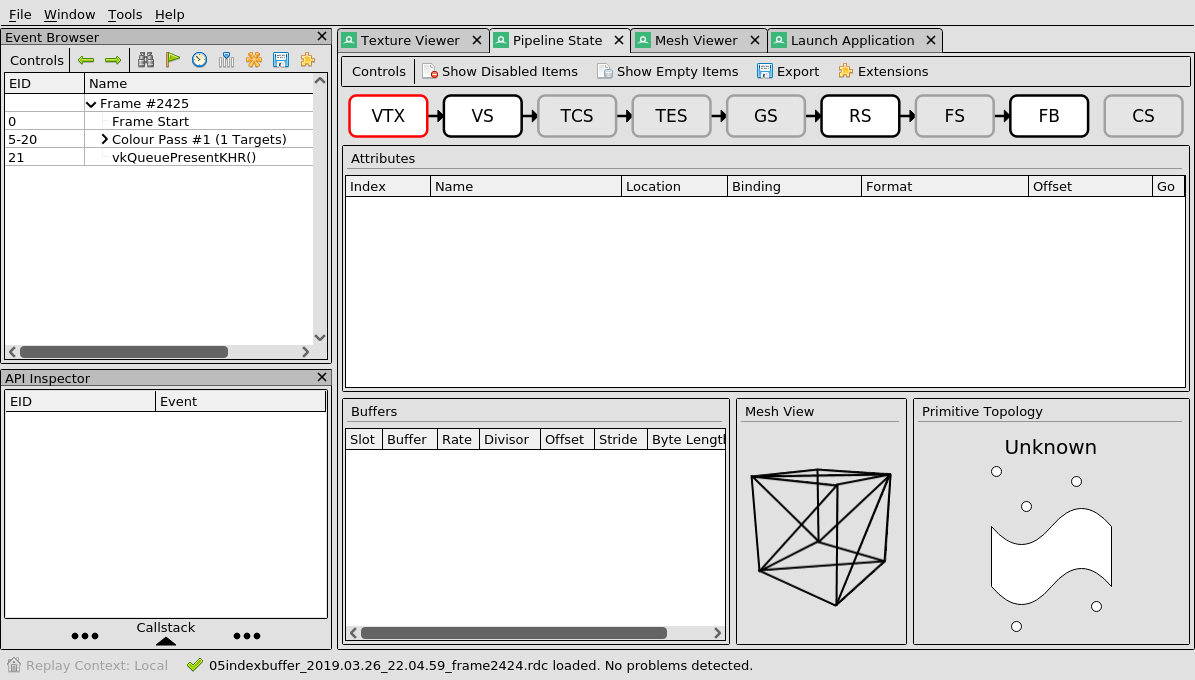 File Window Tools Help
Event Browser
Controls
EID Name
Frame #2425
0 Frame Start
5-20 Colour Pass #1 (1 Targets)
21 vkQueuePresentKHR()
API Inspector
EID Event
Callstack
Texture Viewer Pipeline State Mesh Viewer Launch Application
Controls Show Disabled Items Show Empty Items Export Extensions
VTX VS TCS TES GS RS FS FB CS
Attributes
Index Name Location Binding Format Offset Go
Buffers
Slot Buffer Rate Divisor Offset Stride Byte Lengtl
Mesh View
Primitive Topology
Unknown
Replay Context: Local 05indexbuffer_2019.03.26_22.04.59_frame2424.rdc loaded. No problems detected.